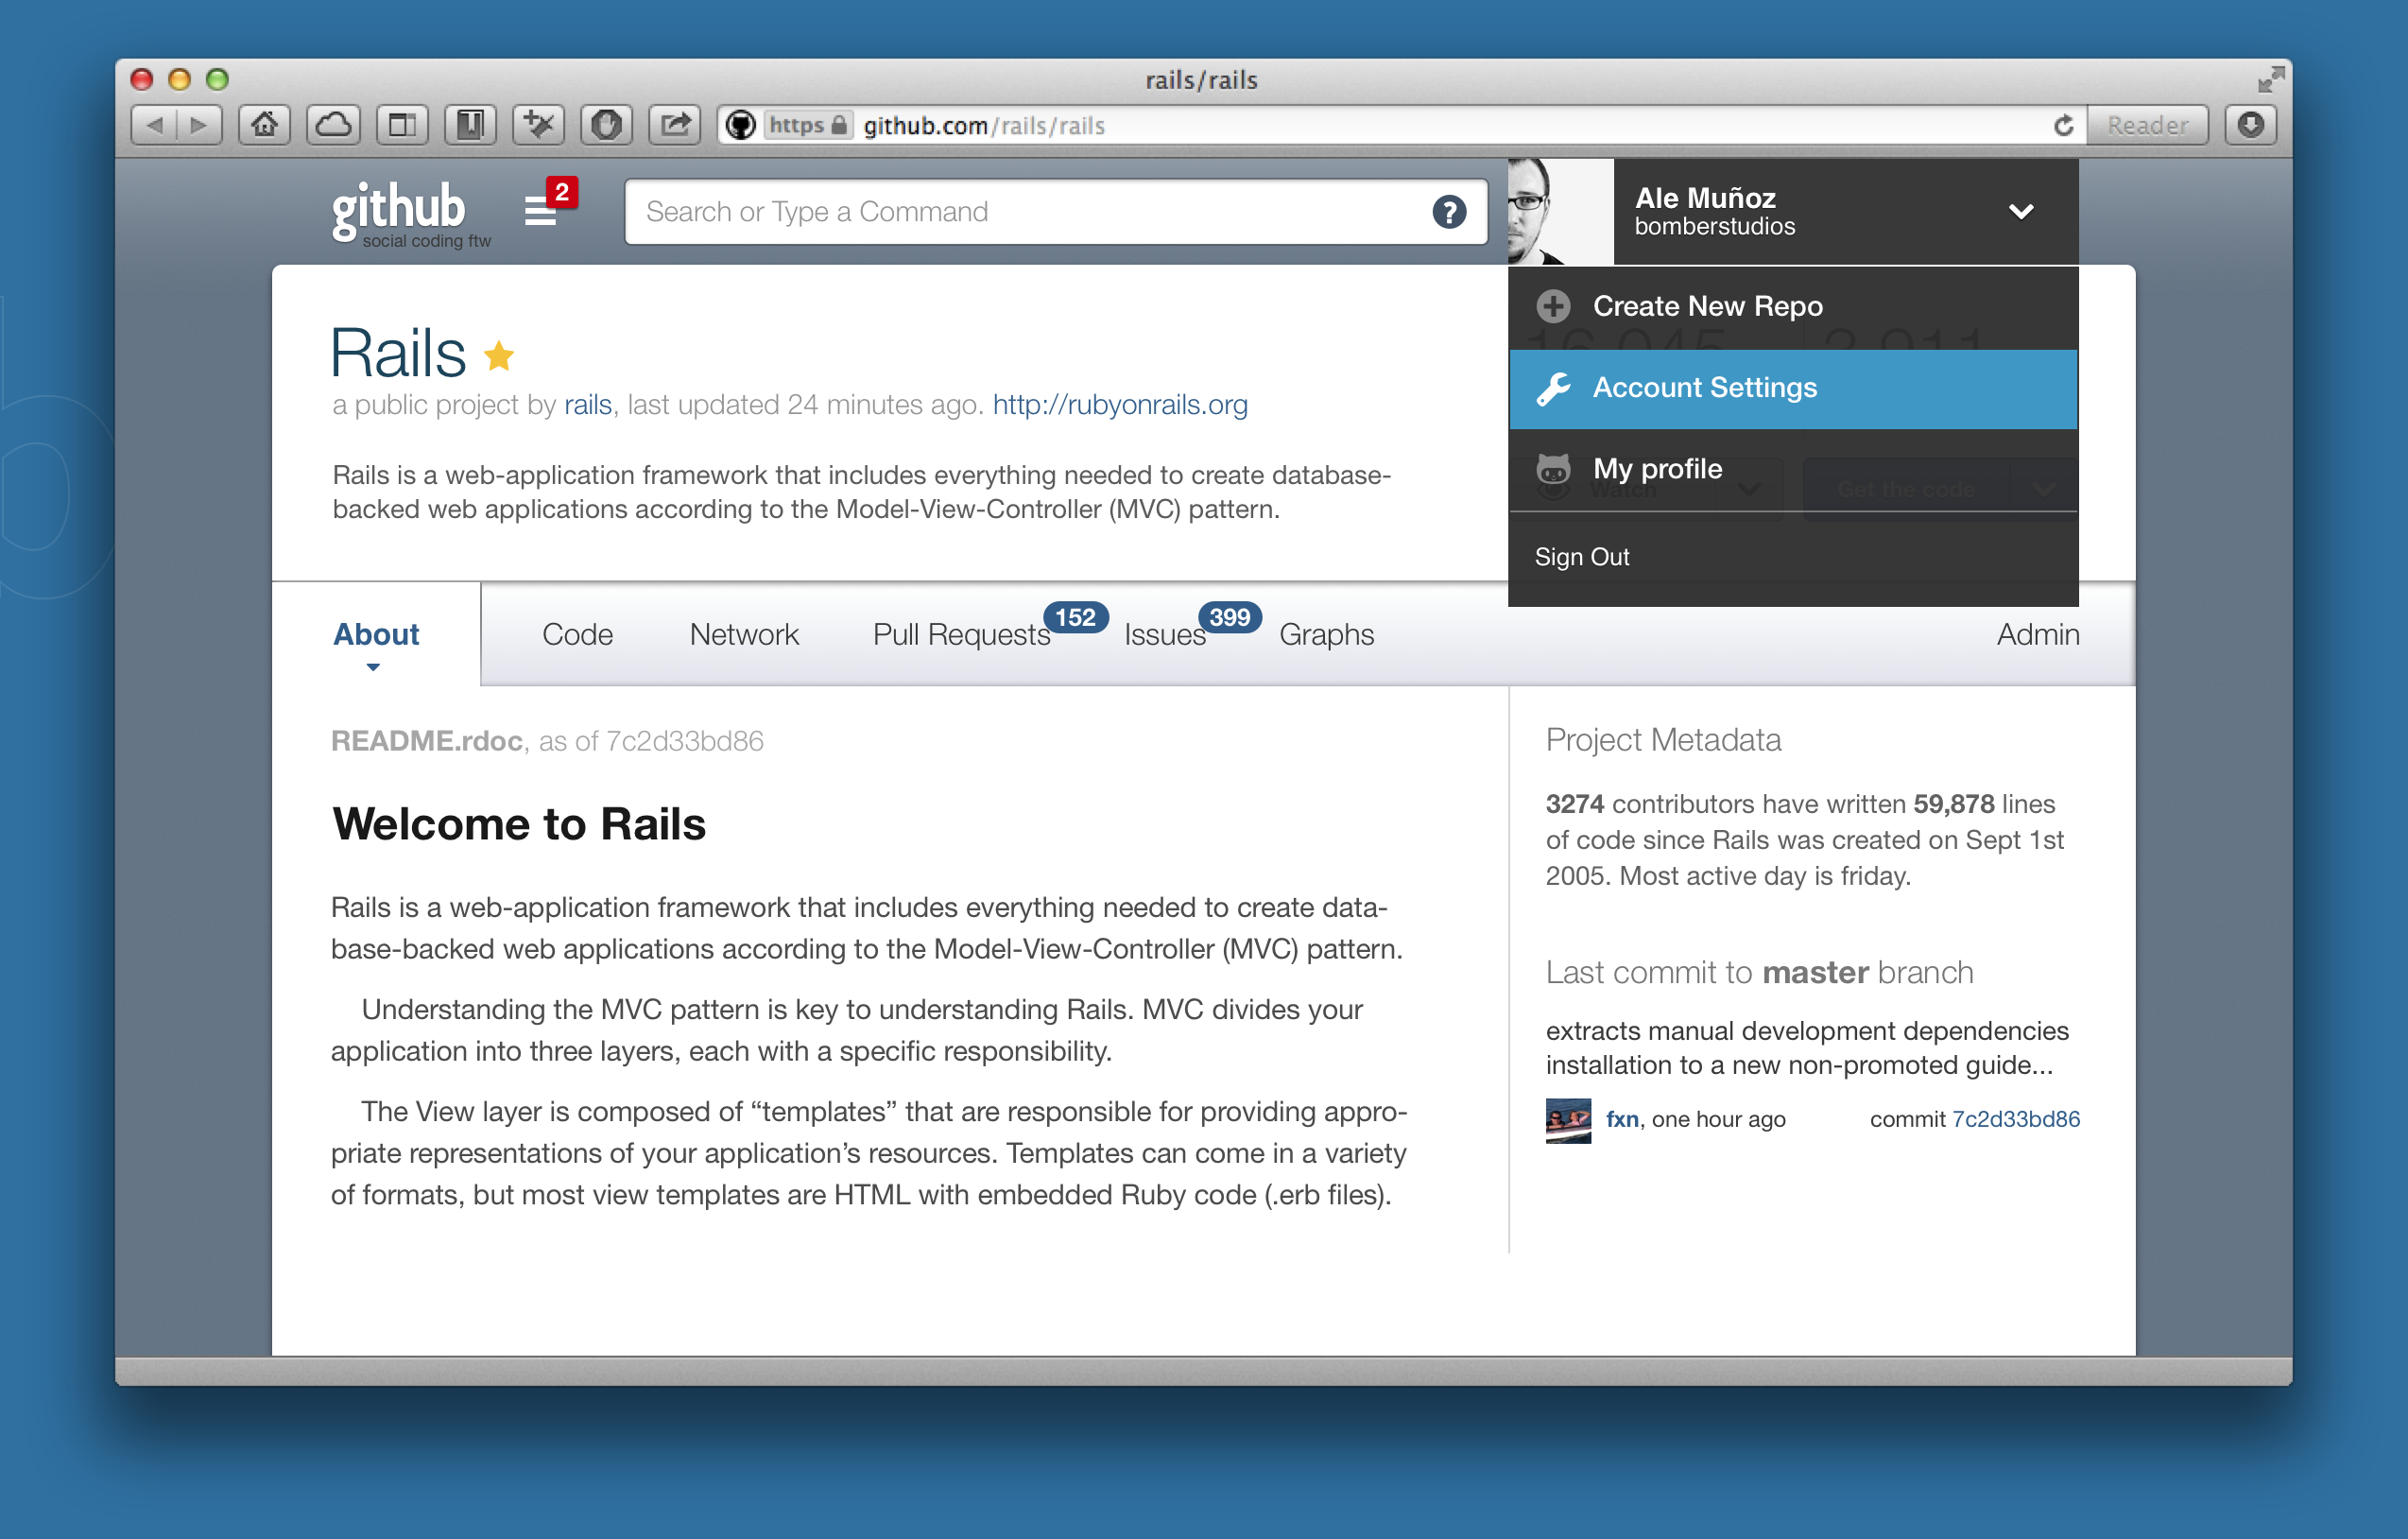 rails/rails
https github.com/rails/rails
Reader
github
social coding ftw
2
Search or Type a Command
?
Ale Muñoz
bomberstudios
Create New Repo
Account Settings
My profile
Watch
Get the code
Sign Out
Rails
a public project by rails, last updated 24 minutes ago. http://rubyonrails.org
Rails is a web-application framework that includes everything needed to create database-
backed web applications according to the Model-View-Controller (MVC) pattern.
About
Code
Network
Pull Requests 152
Issues 399
Graphs
Admin
README.rdoc, as of 7c2d33bd86
Welcome to Rails
Rails is a web-application framework that includes everything needed to create data-
base-backed web applications according to the Model-View-Controller (MVC) pattern.
Understanding the MVC pattern is key to understanding Rails. MVC divides your
application into three layers, each with a specific responsibility.
The View layer is composed of “templates” that are responsible for providing appro-
priate representations of your application’s resources. Templates can come in a variety
of formats, but most view templates are HTML with embedded Ruby code (.erb files).
Project Metadata
3274 contributors have written 59,878 lines
of code since Rails was created on Sept 1st
2005. Most active day is friday.
Last commit to master branch
extracts manual development dependencies
installation to a new non-promoted guide...
fxn, one hour ago
commit 7c2d33bd86